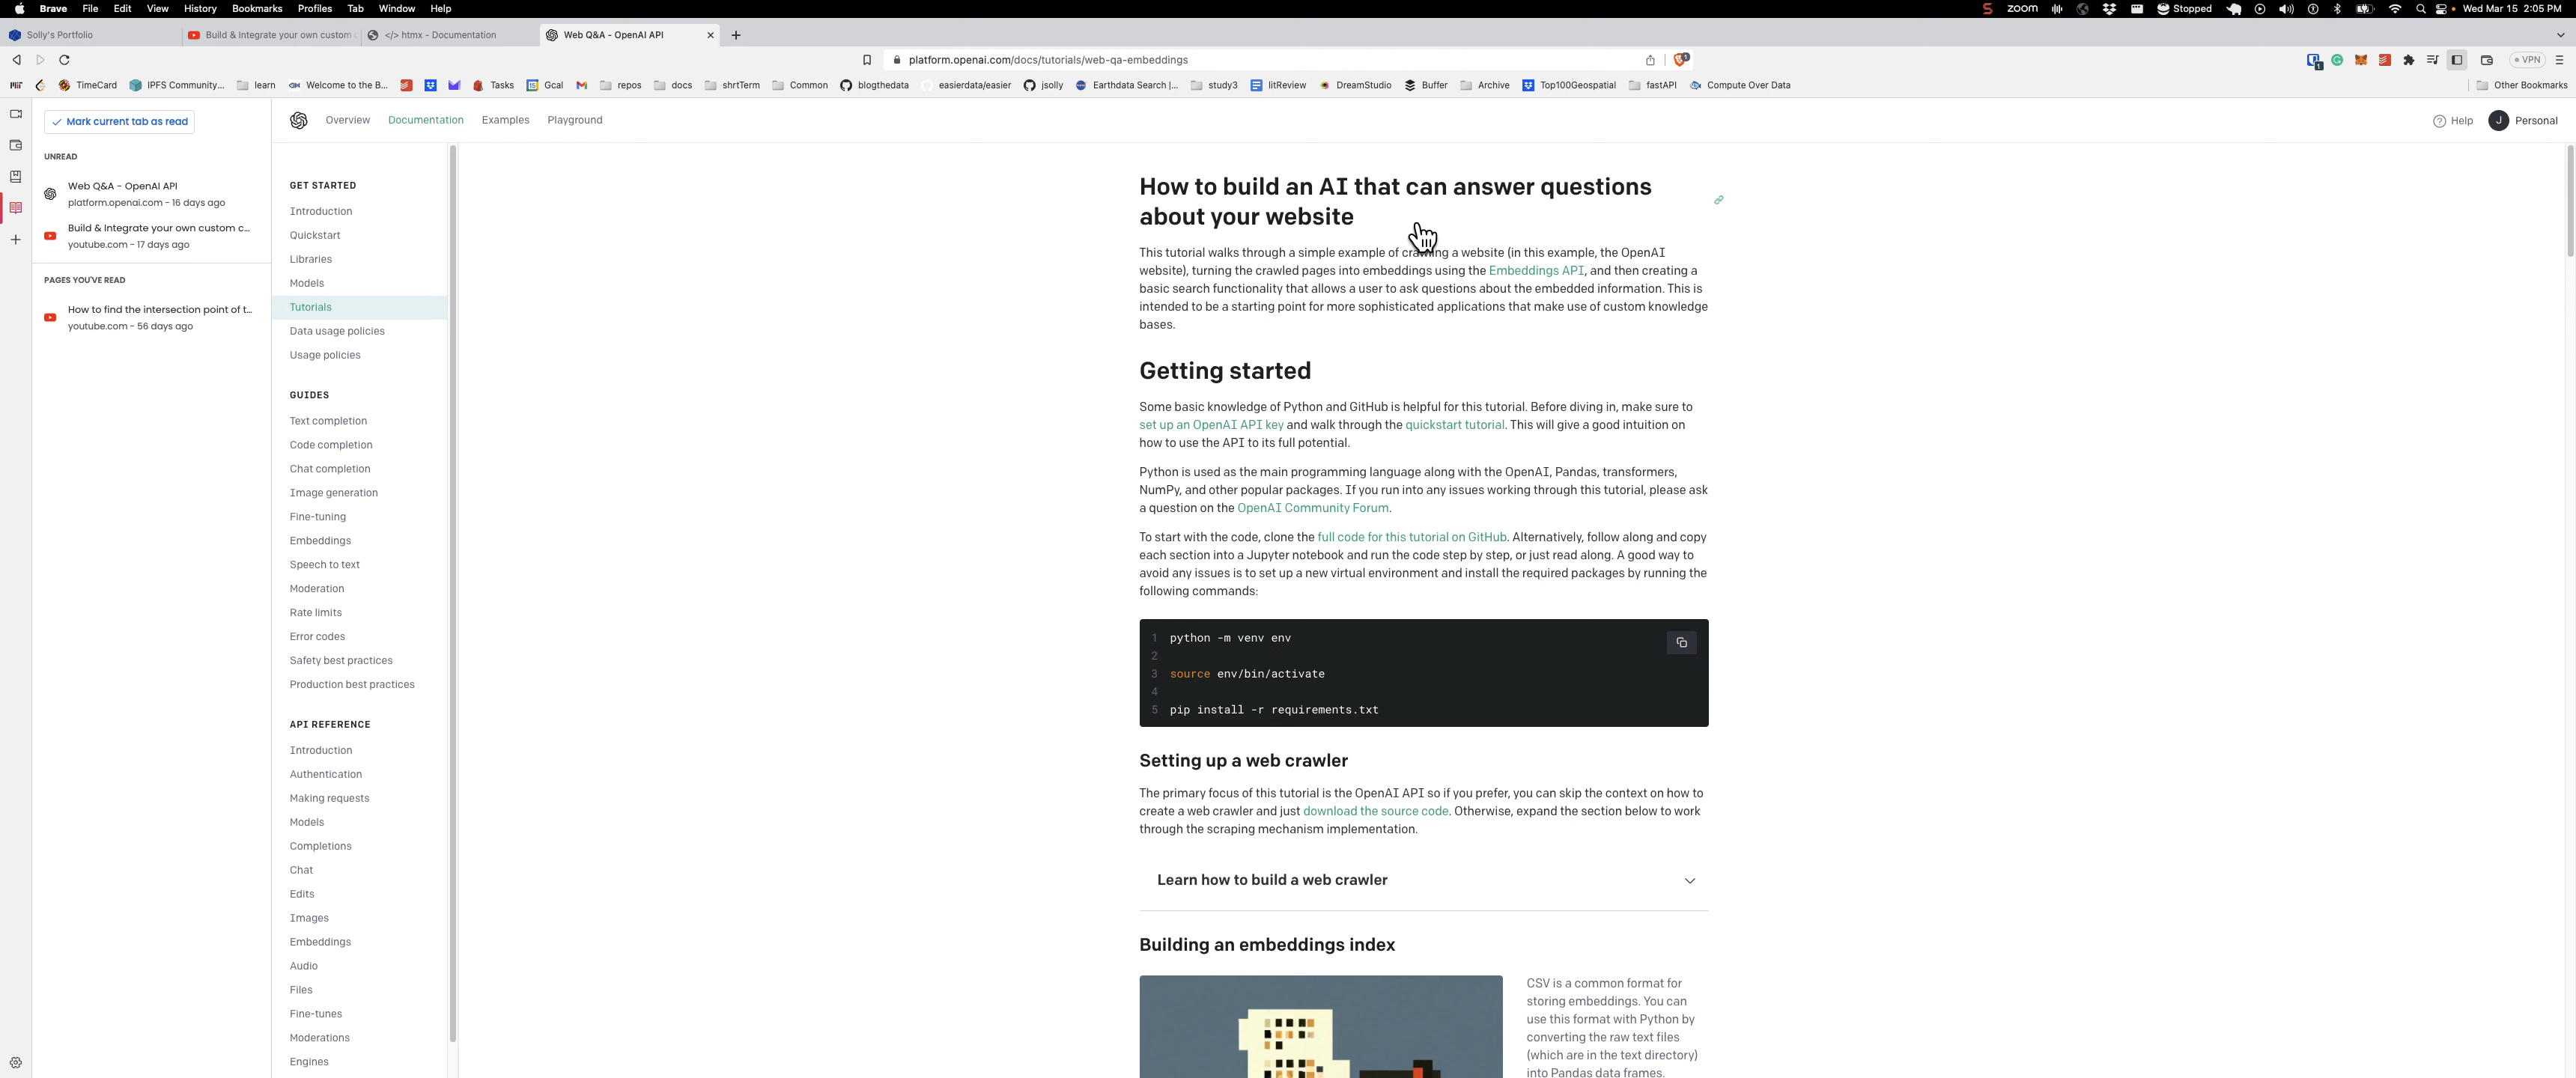 Brave File Edit View History Bookmarks Profiles Tab Window Help
zoom Stopped Wed Mar 15 2:05 PM
Solly's Portfolio
Build & Integrate your own custom
</> htmx - Documentation
Web Q&A - OpenAI API
platform.openai.com/docs/tutorials/web-qa-embeddings
VPN
TimeCard IPFS Community... learn Welcome to the B... Tasks Gcal repos docs shrtTerm Common blogthedata easierdata/easier jsolly Earthdata Search |... study3 litReview DreamStudio Buffer Archive Top100Geospatial fastAPI Compute Over Data Other Bookmarks
Mark current tab as read
UNREAD
Web Q&A - OpenAI API
platform.openai.com - 16 days ago
Build & Integrate your own custom c...
youtube.com - 17 days ago
PAGES YOU'VE READ
How to find the intersection point of t...
youtube.com - 56 days ago
Overview Documentation Examples Playground
Help J Personal
GET STARTED
Introduction
Quickstart
Libraries
Models
Tutorials
Data usage policies
Usage policies
GUIDES
Text completion
Code completion
Chat completion
Image generation
Fine-tuning
Embeddings
Speech to text
Moderation
Rate limits
Error codes
Safety best practices
Production best practices
API REFERENCE
Introduction
Authentication
Making requests
Models
Completions
Chat
Edits
Images
Embeddings
Audio
Files
Fine-tunes
Moderations
Engines
How to build an AI that can answer questions
about your website
This tutorial walks through a simple example of crawling a website (in this example, the OpenAI
website), turning the crawled pages into embeddings using the Embeddings API, and then creating a
basic search functionality that allows a user to ask questions about the embedded information. This is
intended to be a starting point for more sophisticated applications that make use of custom knowledge
bases.
Getting started
Some basic knowledge of Python and GitHub is helpful for this tutorial. Before diving in, make sure to
set up an OpenAI API key and walk through the quickstart tutorial. This will give a good intuition on
how to use the API to its full potential.
Python is used as the main programming language along with the OpenAI, Pandas, transformers,
NumPy, and other popular packages. If you run into any issues working through this tutorial, please ask
a question on the OpenAI Community Forum.
To start with the code, clone the full code for this tutorial on GitHub. Alternatively, follow along and copy
each section into a Jupyter notebook and run the code step by step, or just read along. A good way to
avoid any issues is to set up a new virtual environment and install the required packages by running the
following commands:
1 python -m venv env
2
3 source env/bin/activate
4
5 pip install -r requirements.txt
Setting up a web crawler
The primary focus of this tutorial is the OpenAI API so if you prefer, you can skip the context on how to
create a web crawler and just download the source code. Otherwise, expand the section below to work
through the scraping mechanism implementation.
Learn how to build a web crawler
Building an embeddings index
CSV is a common format for
storing embeddings. You can
use this format with Python by
converting the raw text files
(which are in the text directory)
into Pandas data frames.